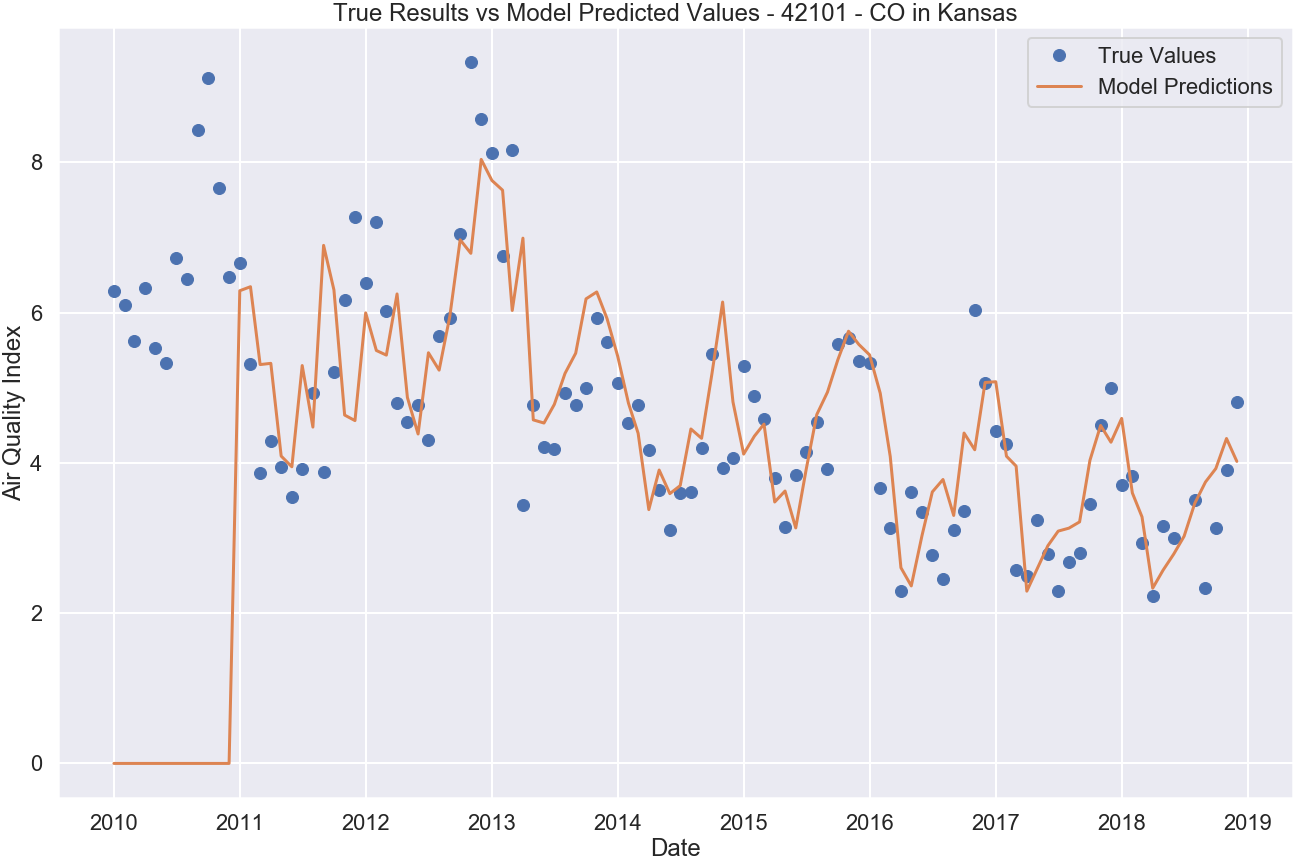 True Results vs Model Predicted Values - 42101 - CO in Kansas
True Values
Model Predictions
Air Quality Index
8
6
4
2
0
2010 2011 2012 2013 2014 2015 2016 2017 2018 2019
Date